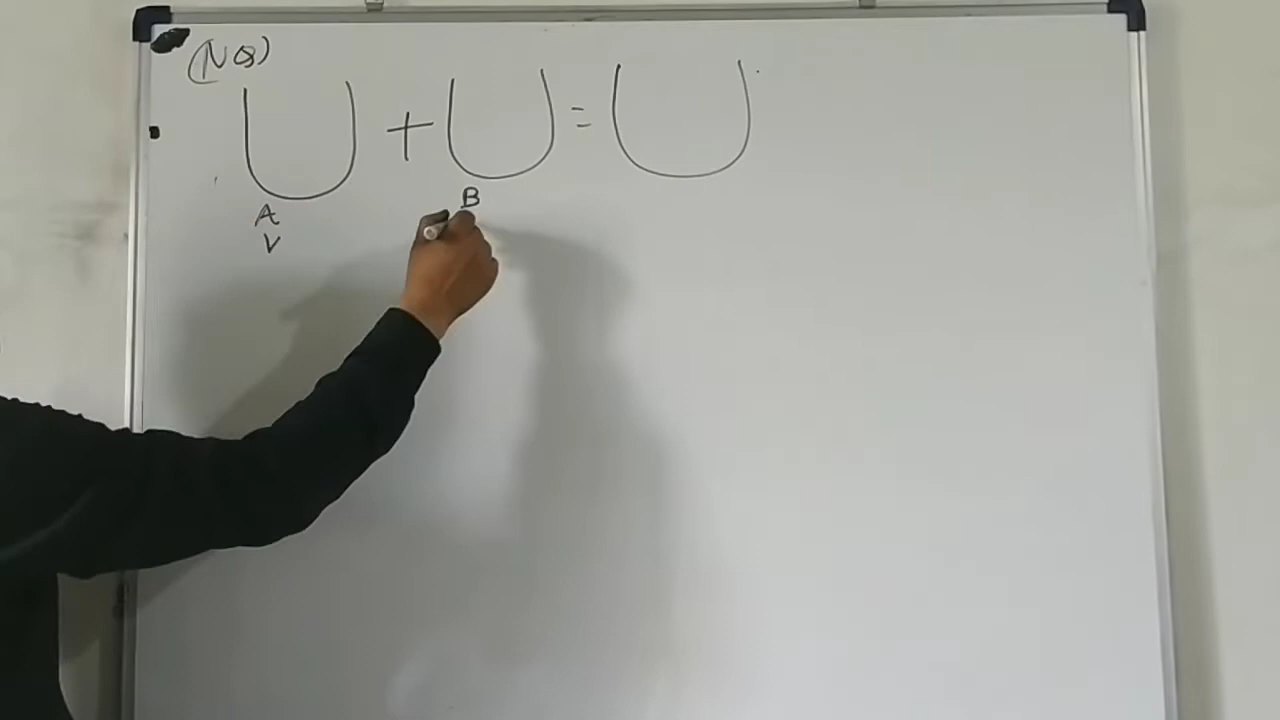 (NQ)
+ =
A B
V